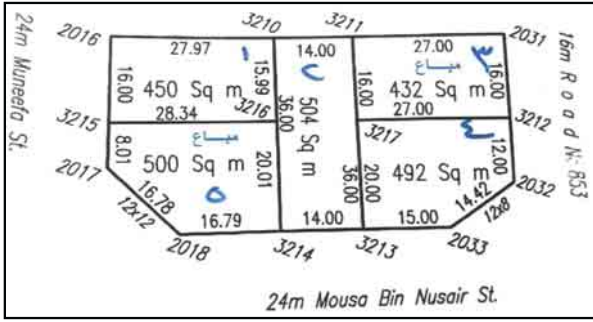 3210 3211
2016 2031
27.97 ١ 14.00 27.00 ٣
24m Muneefa St.
16m Road N: 853
16.00 450 Sq m 15.99 ٢ 16.00 مباع 432 Sq m 16.00
28.34 3216 36.00 504 Sq m 27.00
3215 3217 3212
8.01 مباع 500 Sq m 20.01 36.00 20.00 492 Sq m ٤ 12.00
2017 2032
16.78 ٥ 14.42
12x12 16.79 14.00 15.00 12x8
2018 3214 3213 2033
24m Mousa Bin Nusair St.